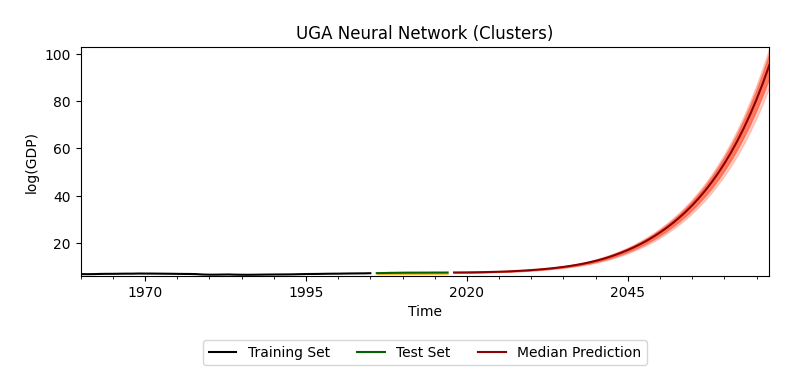 UGA Neural Network (Clusters)
100
80
60
40
20
log(GDP)
1970 1995 2020 2045
Time
Training Set Test Set Median Prediction